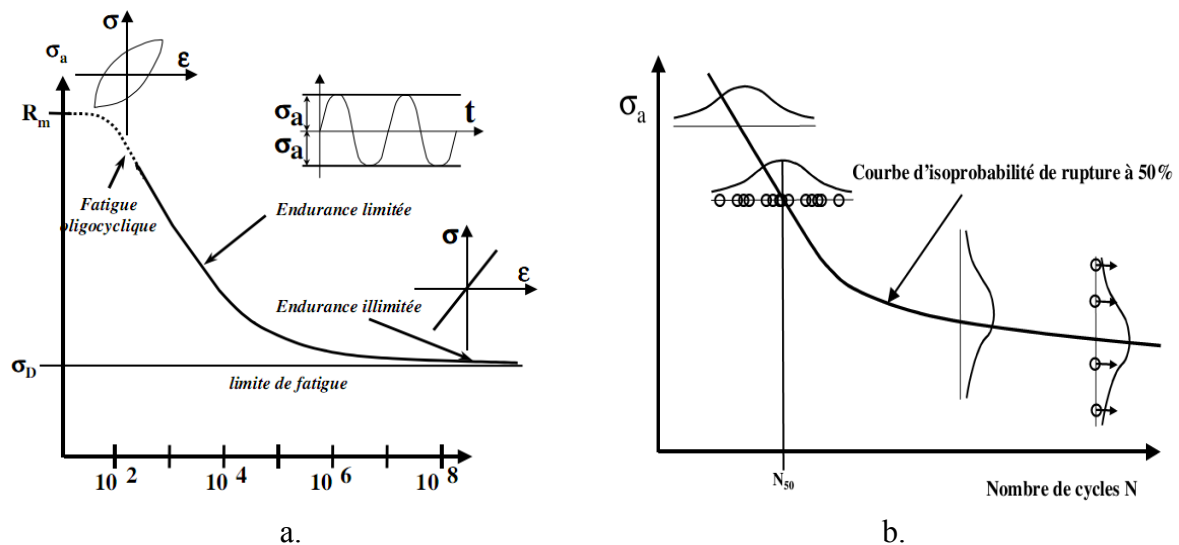 σ
σa
ε
Rm
σa
σa
t
Fatigue
oligocyclique
Endurance limitée
σ
ε
Endurance illimitée
σD
limite de fatigue
10 2
10 4
10 6
10 8
a.
σa
Courbe d'isoprobabilité de rupture à 50%
N50
Nombre de cycles N
b.